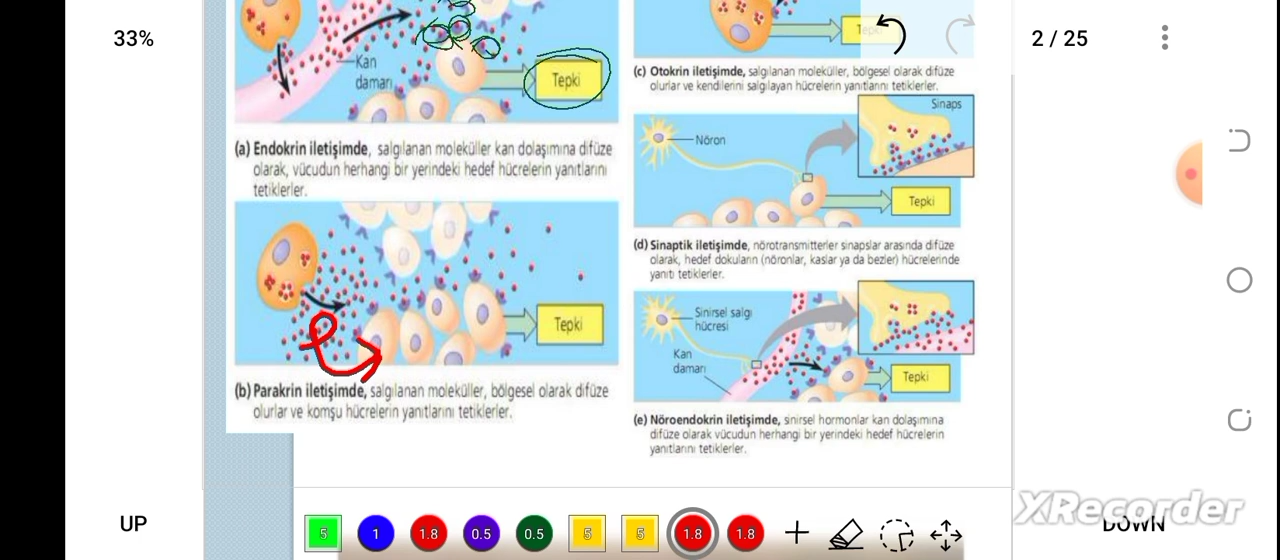 33%
2 / 25
Kan
damarı
Tepki
(a) Endokrin iletişimde, salgılanan moleküller kan dolaşımına difüze
olarak, vücudun herhangi bir yerindeki hedef hücrelerin yanıtlarını
tetiklerler.
Tepki
(b) Parakrin iletişimde, salgılanan moleküller, bölgesel olarak difüze
olurlar ve komşu hücrelerin yanıtlarını tetiklerler.
Tepki
(c) Otokrin iletişimde, salgılanan moleküller, bölgesel olarak difüze
olurlar ve kendilerini salgılayan hücrelerin yanıtlarını tetiklerler.
Sinaps
Nöron
Tepki
(d) Sinaptik iletişimde, nörotransmitterler sinapslar arasında difüze
olarak, hedef dokuların (nöronlar, kaslar ya da bezler) hücrelerinde
yanıtı tetiklerler.
Sinirsel salgı
hücresi
Kan
damarı
Tepki
(e) Nöroendokrin iletişimde, sinirsel hormonlar kan dolaşımına
difüze olarak vücudun herhangi bir yerindeki hedef hücrelerin
yanıtlarını tetiklerler.
UP
5
1
1.8
0.5
0.5
5
5
1.8
1.8
DOWN
XRecorder